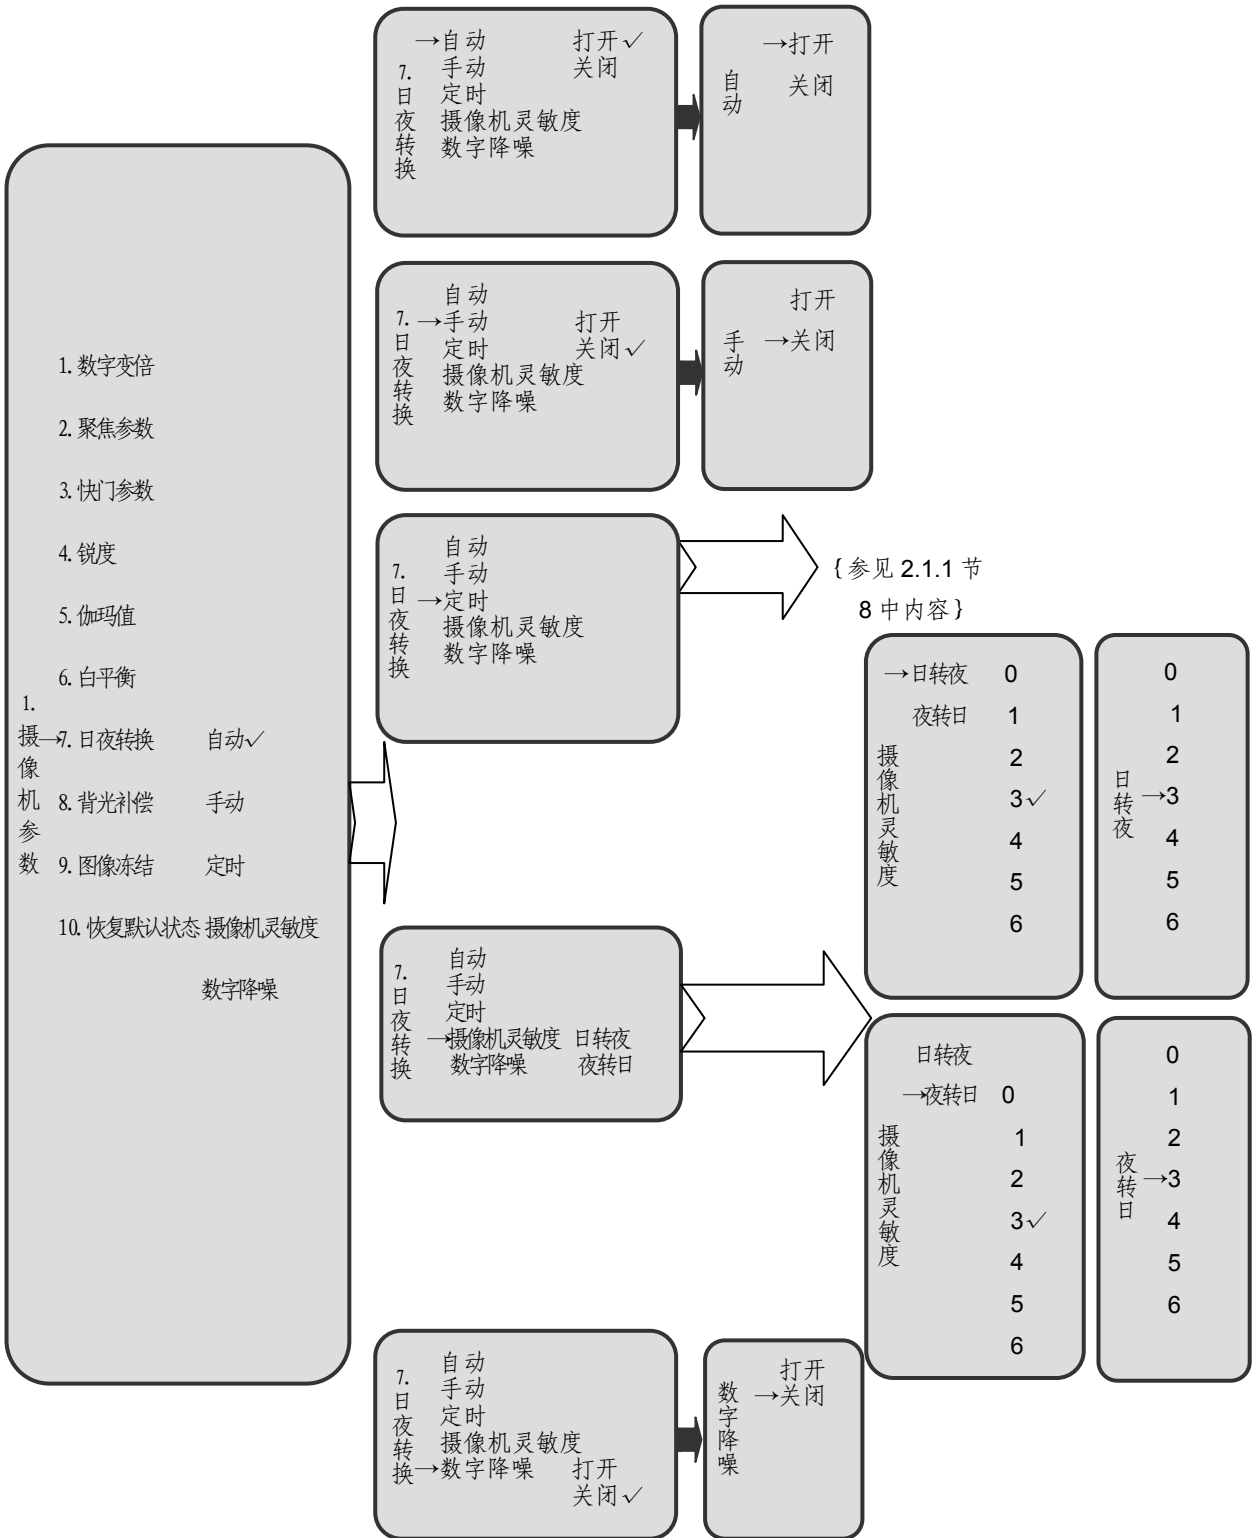 1.
摄
像
机
参
数
1. 数字变倍
2. 聚焦参数
3. 快门参数
4. 锐度
5. 伽玛值
6. 白平衡
→7. 日夜转换 自动✓
8. 背光补偿 手动
9. 图像冻结 定时
10. 恢复默认状态 摄像机灵敏度
数字降噪
7.
日
夜
转
换
→自动 打开✓
手动 关闭
定时
摄像机灵敏度
数字降噪
自
动
→打开
关闭
7.
日
夜
转
换
自动
→手动 打开
定时 关闭✓
摄像机灵敏度
数字降噪
手
动
打开
→关闭
7.
日
夜
转
换
自动
手动
→定时
摄像机灵敏度
数字降噪
{参见 2.1.1 节
8 中内容}
7.
日
夜
转
换
自动
手动
定时
→摄像机灵敏度 日转夜
数字降噪 夜转日
摄
像
机
灵
敏
度
→日转夜 0
夜转日 1
2
3✓
4
5
6
日
转
夜
0
1
2
→3
4
5
6
摄
像
机
灵
敏
度
日转夜
→夜转日 0
1
2
3✓
4
5
6
夜
转
日
0
1
2
→3
4
5
6
7.
日
夜
转
换
自动
手动
定时
摄像机灵敏度
→数字降噪 打开
关闭✓
数
字
降
噪
打开
→关闭